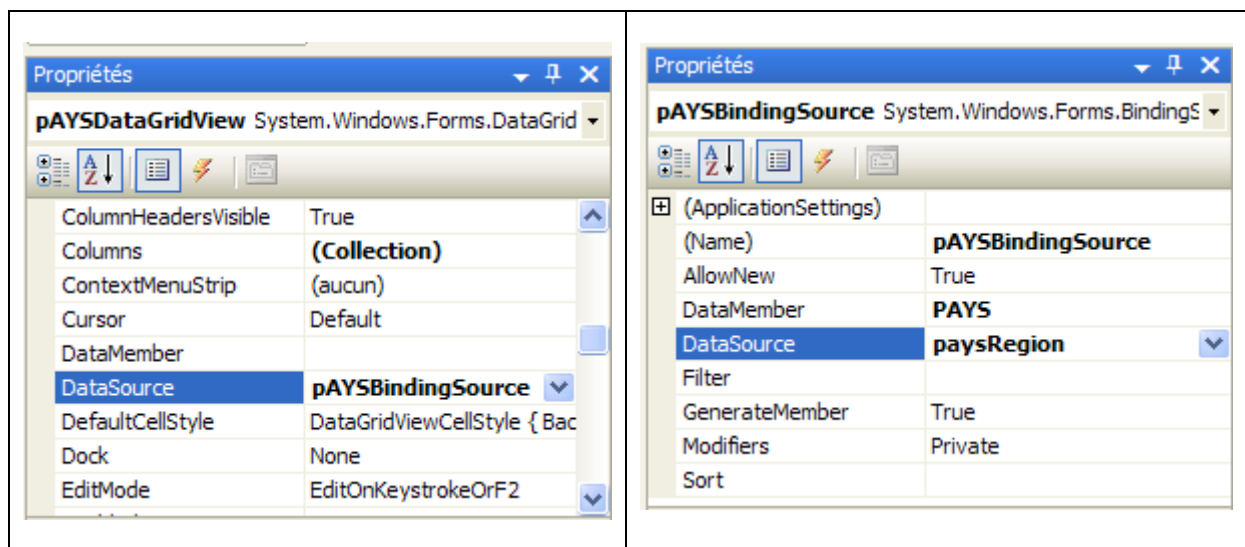 Propriétés
pAYSDataGridView System.Windows.Forms.DataGrid
ColumnHeadersVisible True
Columns (Collection)
ContextMenuStrip (aucun)
Cursor Default
DataMember
DataSource pAYSBindingSource
DefaultCellStyle DataGridViewCellStyle { Bac
Dock None
EditMode EditOnKeystrokeOrF2
Propriétés
pAYSBindingSource System.Windows.Forms.BindingS
(ApplicationSettings)
(Name) pAYSBindingSource
AllowNew True
DataMember PAYS
DataSource paysRegion
Filter
GenerateMember True
Modifiers Private
Sort